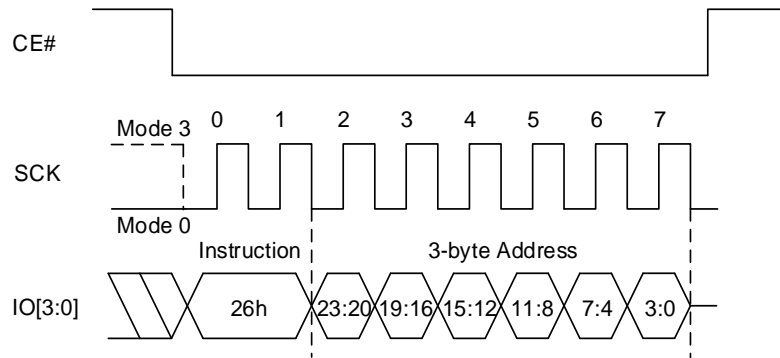 CE#
Mode 3
0 1 2 3 4 5 6 7
SCK
Mode 0
Instruction 3-byte Address
IO[3:0] 26h 23:20 19:16 15:12 11:8 7:4 3:0